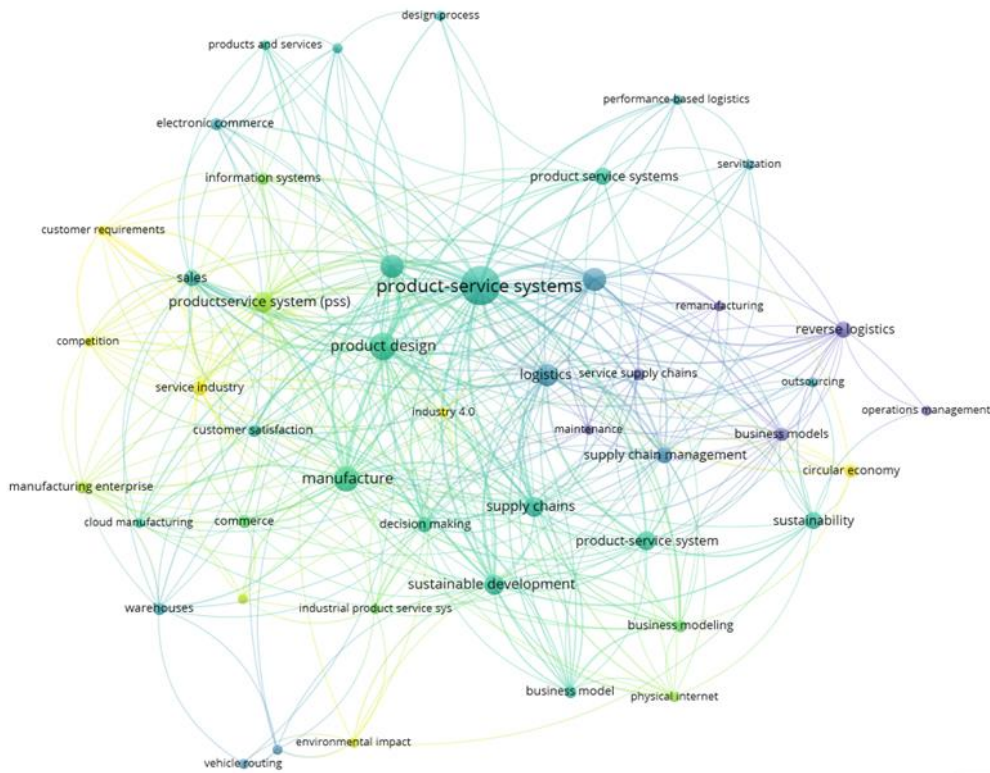 design process
products and services
performance-based logistics
electronic commerce
servitization
information systems
product service systems
customer requirements
sales
product-service systems
productservice system (pss)
remanufacturing
reverse logistics
competition
product design
logistics
service supply chains
outsourcing
service industry
industry 4.0
operations management
customer satisfaction
maintenance
business models
supply chain management
circular economy
manufacture
manufacturing enterprise
supply chains
cloud manufacturing
commerce
decision making
sustainability
product-service system
sustainable development
warehouses
industrial product service sys
business modeling
business model
physical internet
environmental impact
vehicle routing